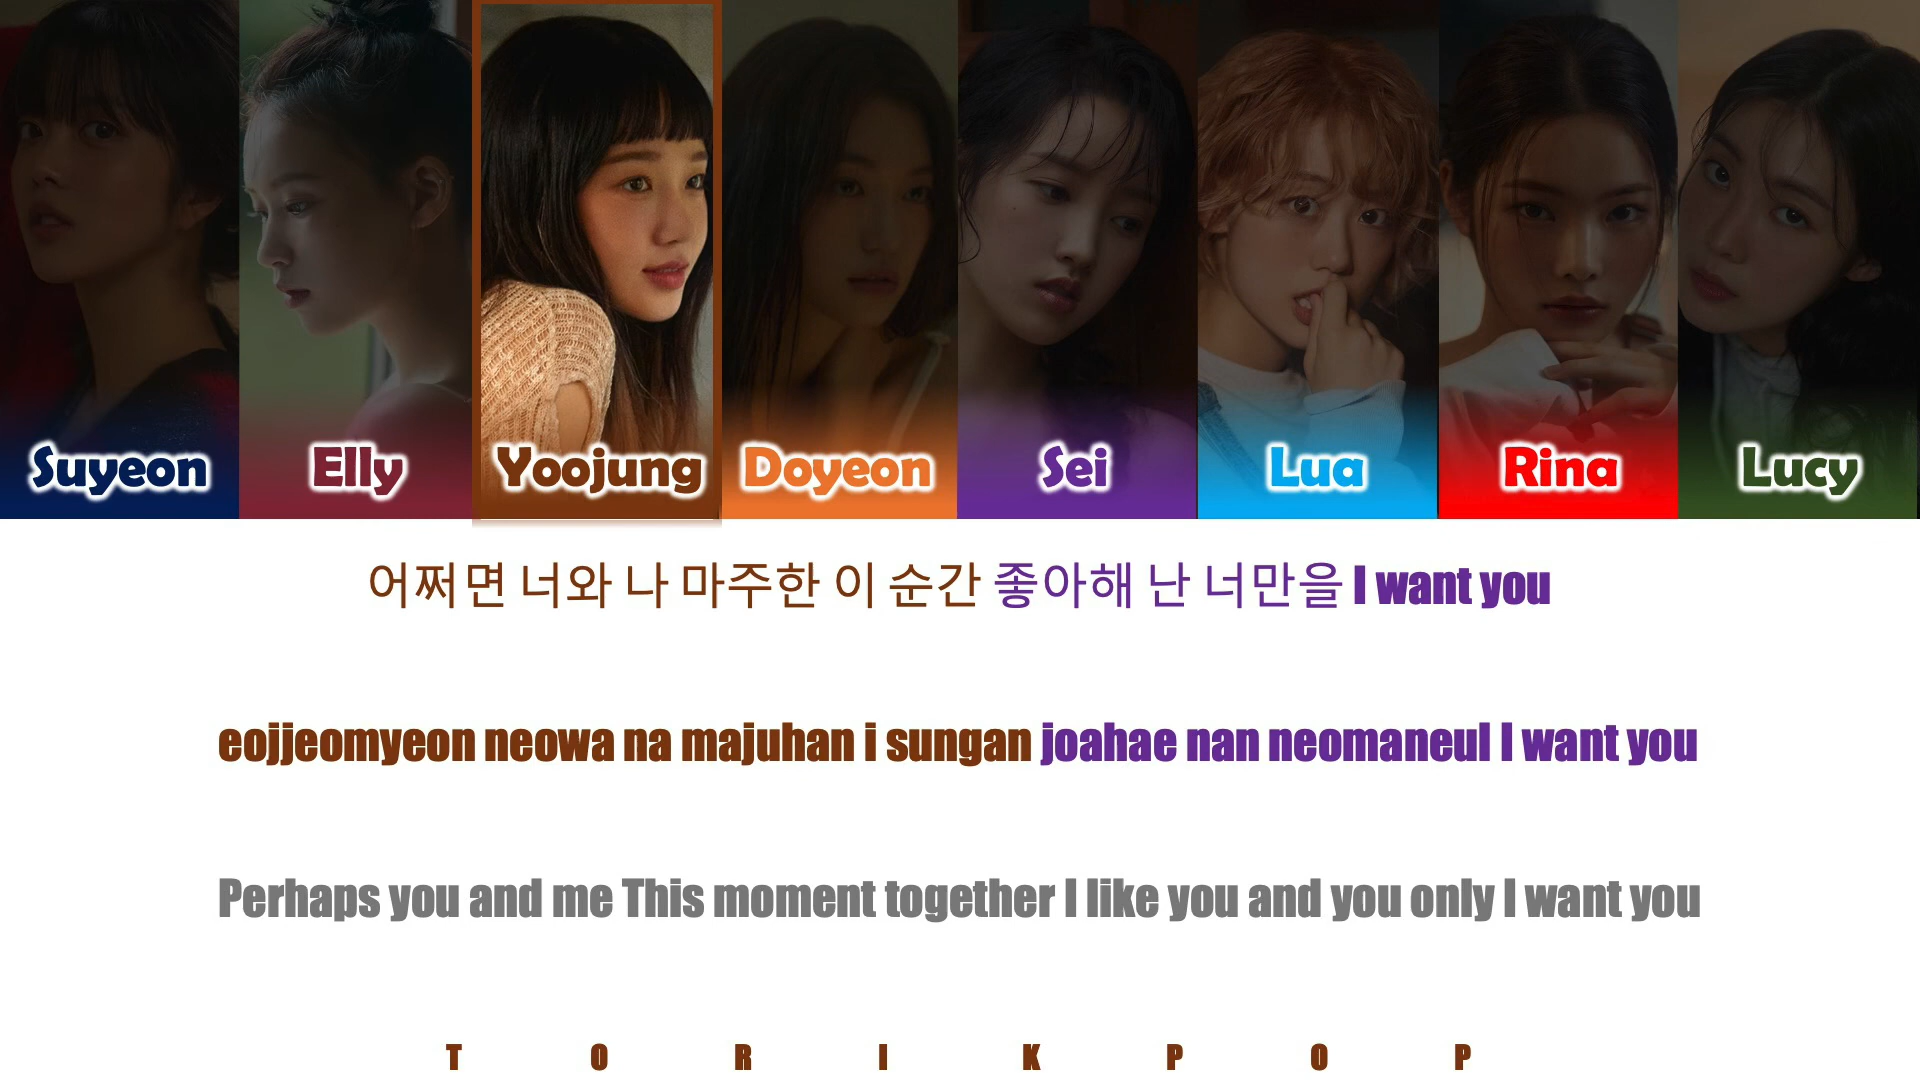 Suyeon Elly Yoojung Doyeon Sei Lua Rina Lucy
어쩌면 너와 나 마주한 이 순간 좋아해 난 너만을 I want you
eojjeomyeon neowa na majuhan i sungan joahae nan neomaneul I want you
Perhaps you and me This moment together I like you and you only I want you
T O R I K P O P